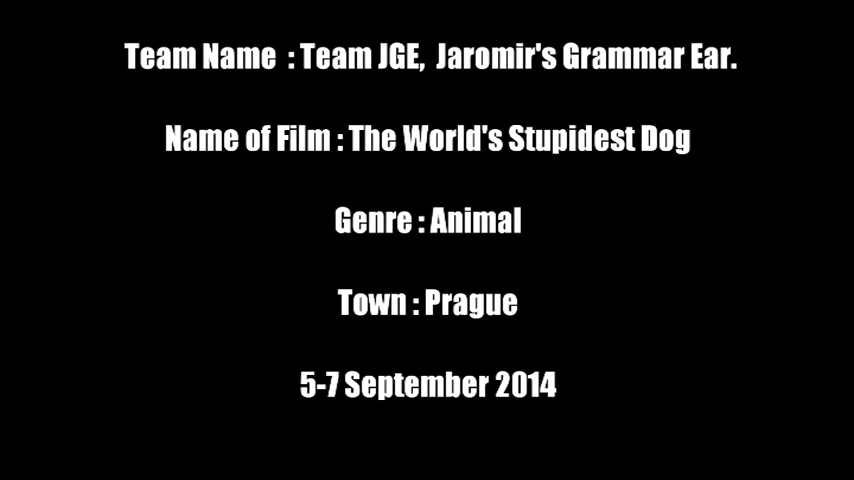 Team Name  : Team JGE,  Jaromir's Grammar Ear.
Name of Film : The World's Stupidest Dog
Genre : Animal
Town : Prague
5-7 September 2014